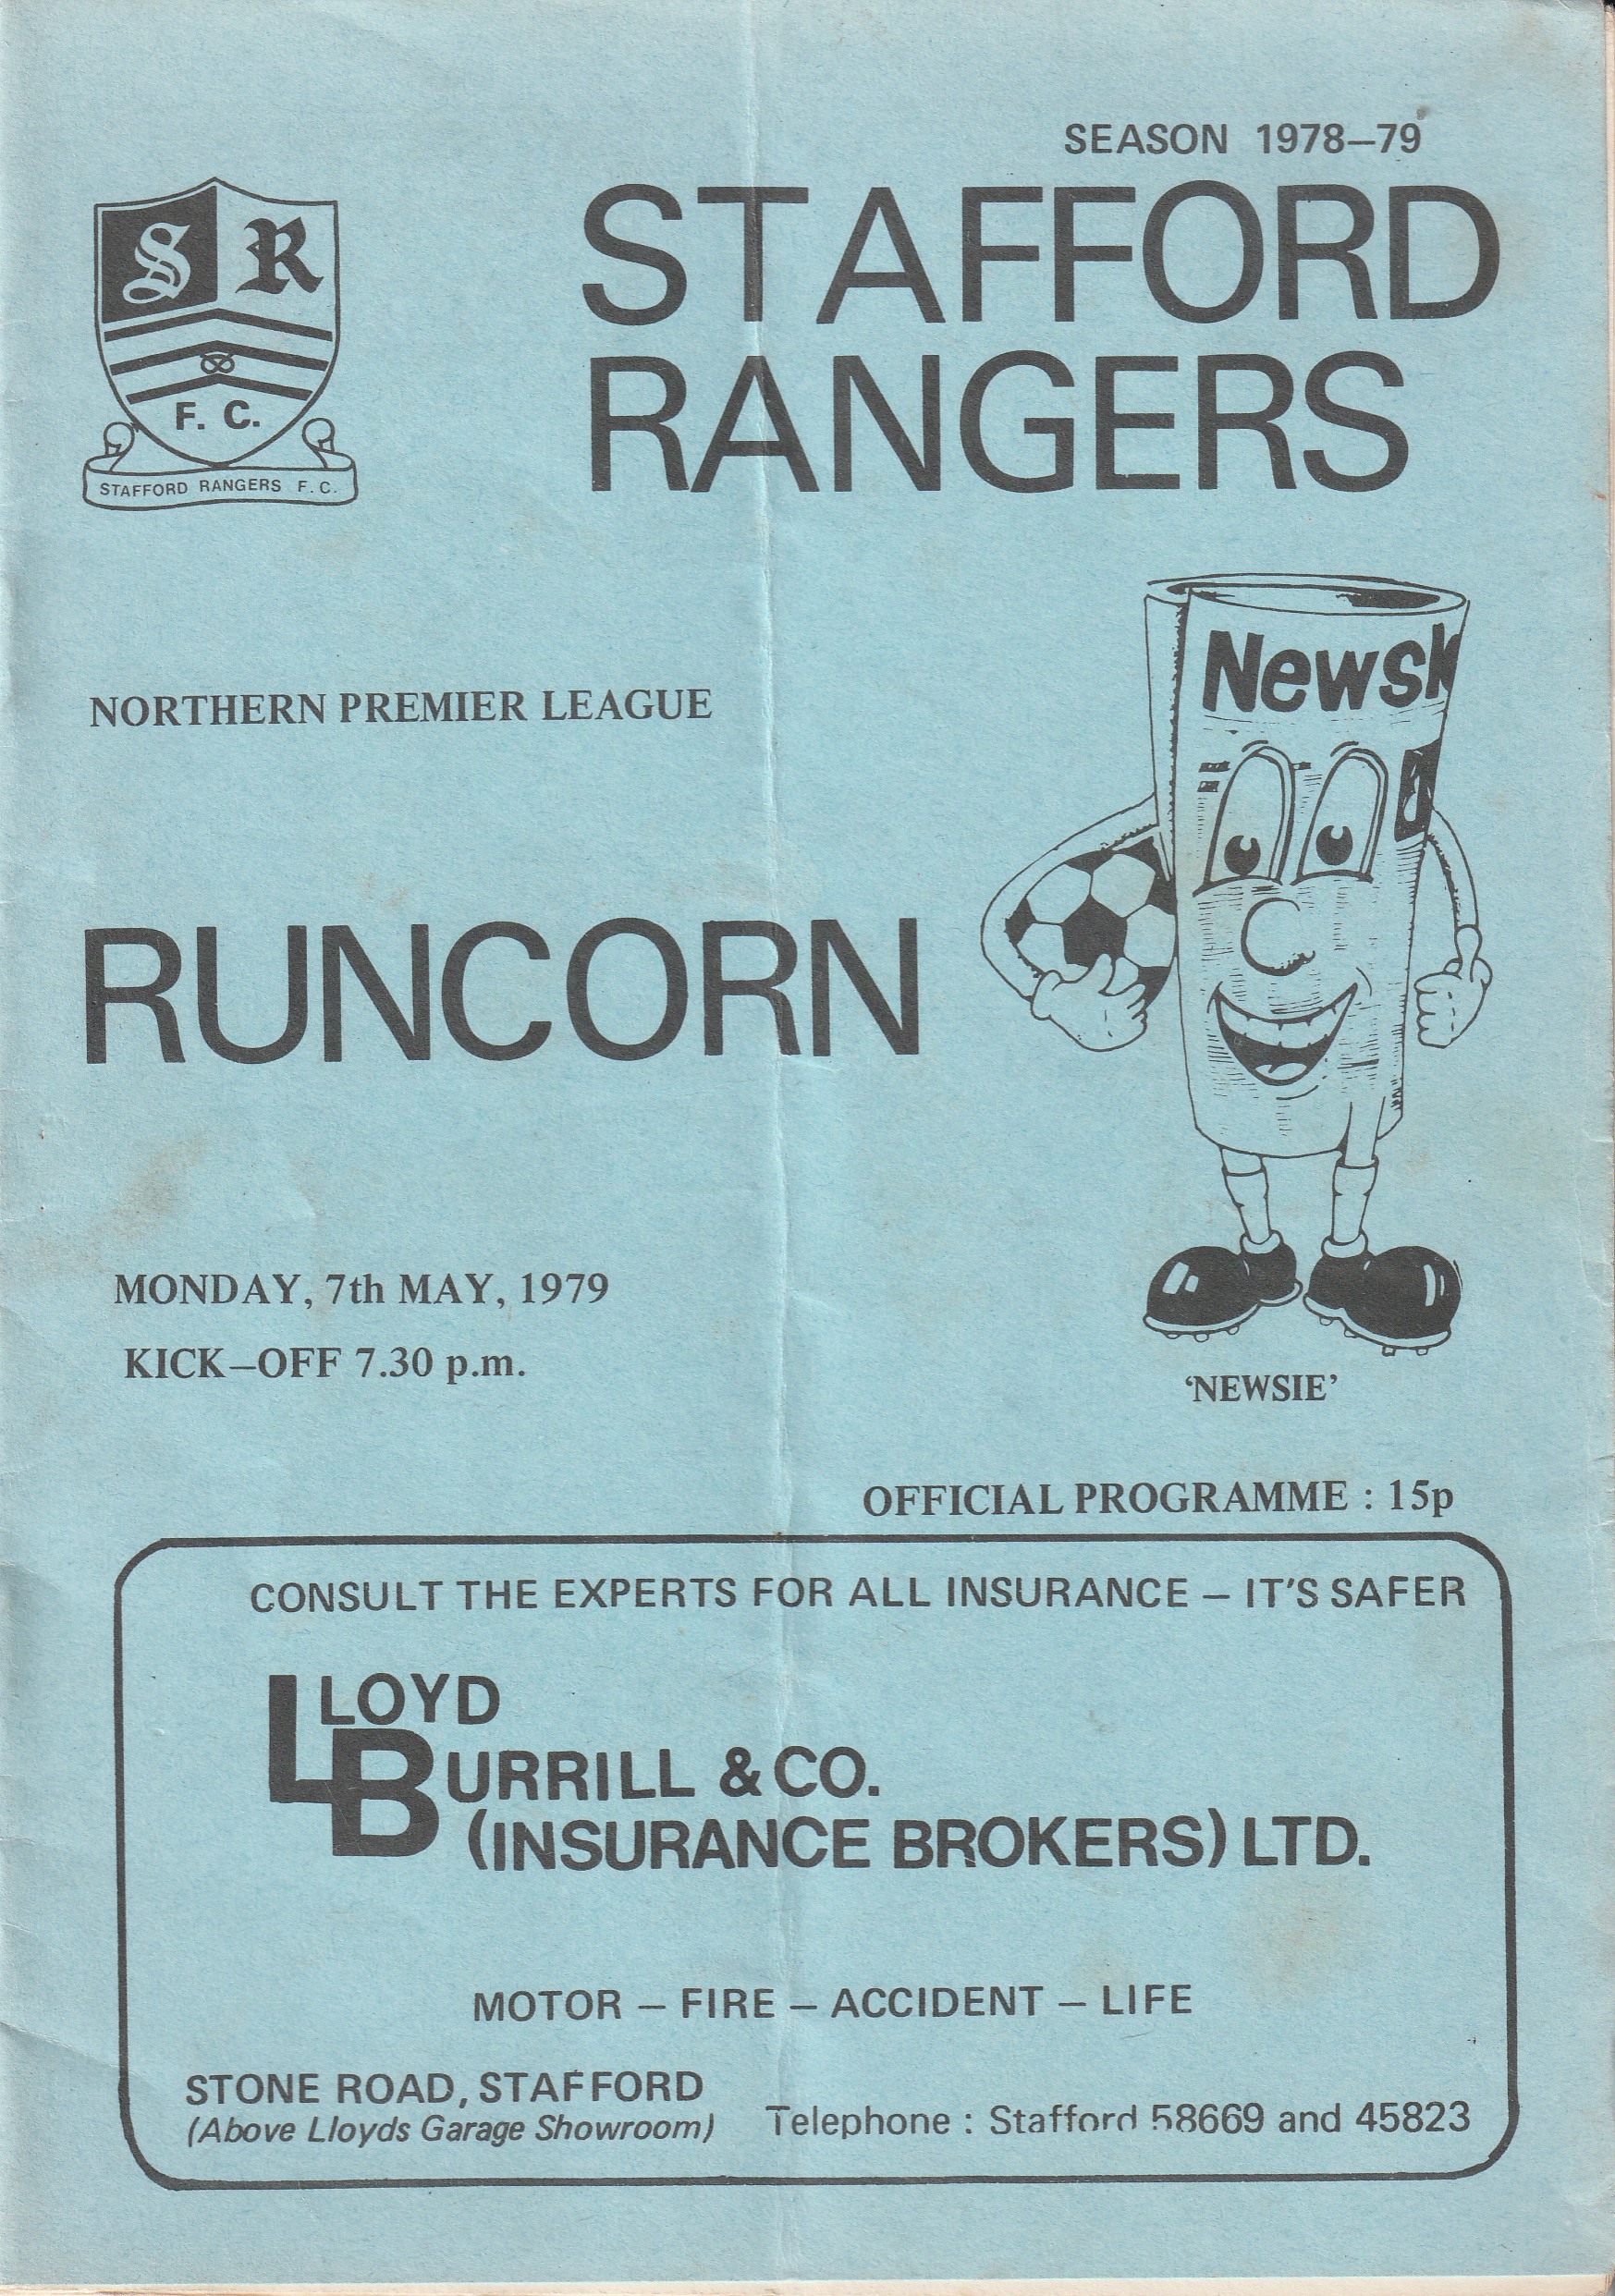 SEASON 1978–79
STAFFORD
RANGERS
S R
F. C.
STAFFORD RANGERS F.C.
NORTHERN PREMIER LEAGUE
News
RUNCORN
MONDAY, 7th MAY, 1979
KICK–OFF 7.30 p.m.
‘NEWSIE’
OFFICIAL PROGRAMME : 15p
CONSULT THE EXPERTS FOR ALL INSURANCE – IT'S SAFER
LLOYD
BURRILL & CO.
(INSURANCE BROKERS) LTD.
MOTOR – FIRE – ACCIDENT – LIFE
STONE ROAD, STAFFORD
(Above Lloyds Garage Showroom)
Telephone : Stafford 58669 and 45823